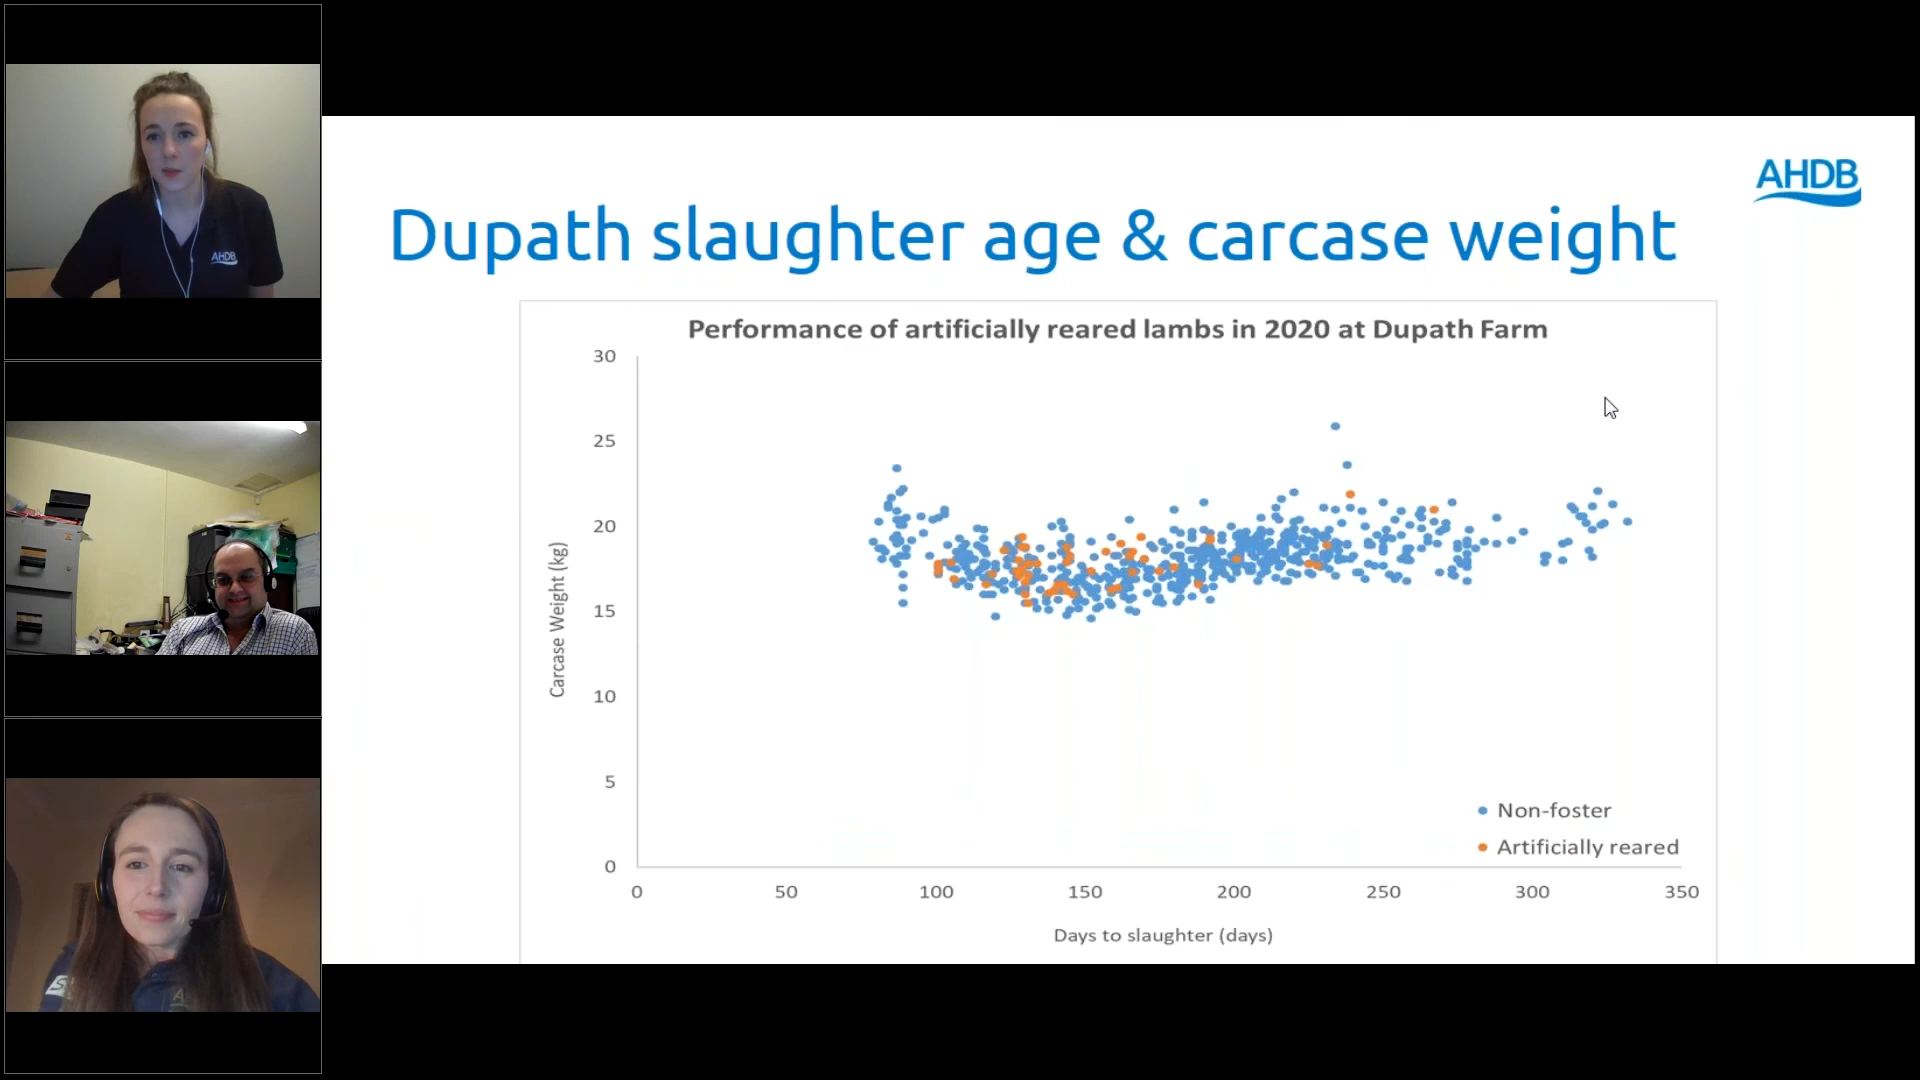 AHDB
Dupath slaughter age & carcase weight
Performance of artificially reared lambs in 2020 at Dupath Farm
30
25
20
15
10
5
0
Carcase Weight (kg)
0 50 100 150 200 250 300 350
Days to slaughter (days)
Non-foster
Artificially reared
AHDB